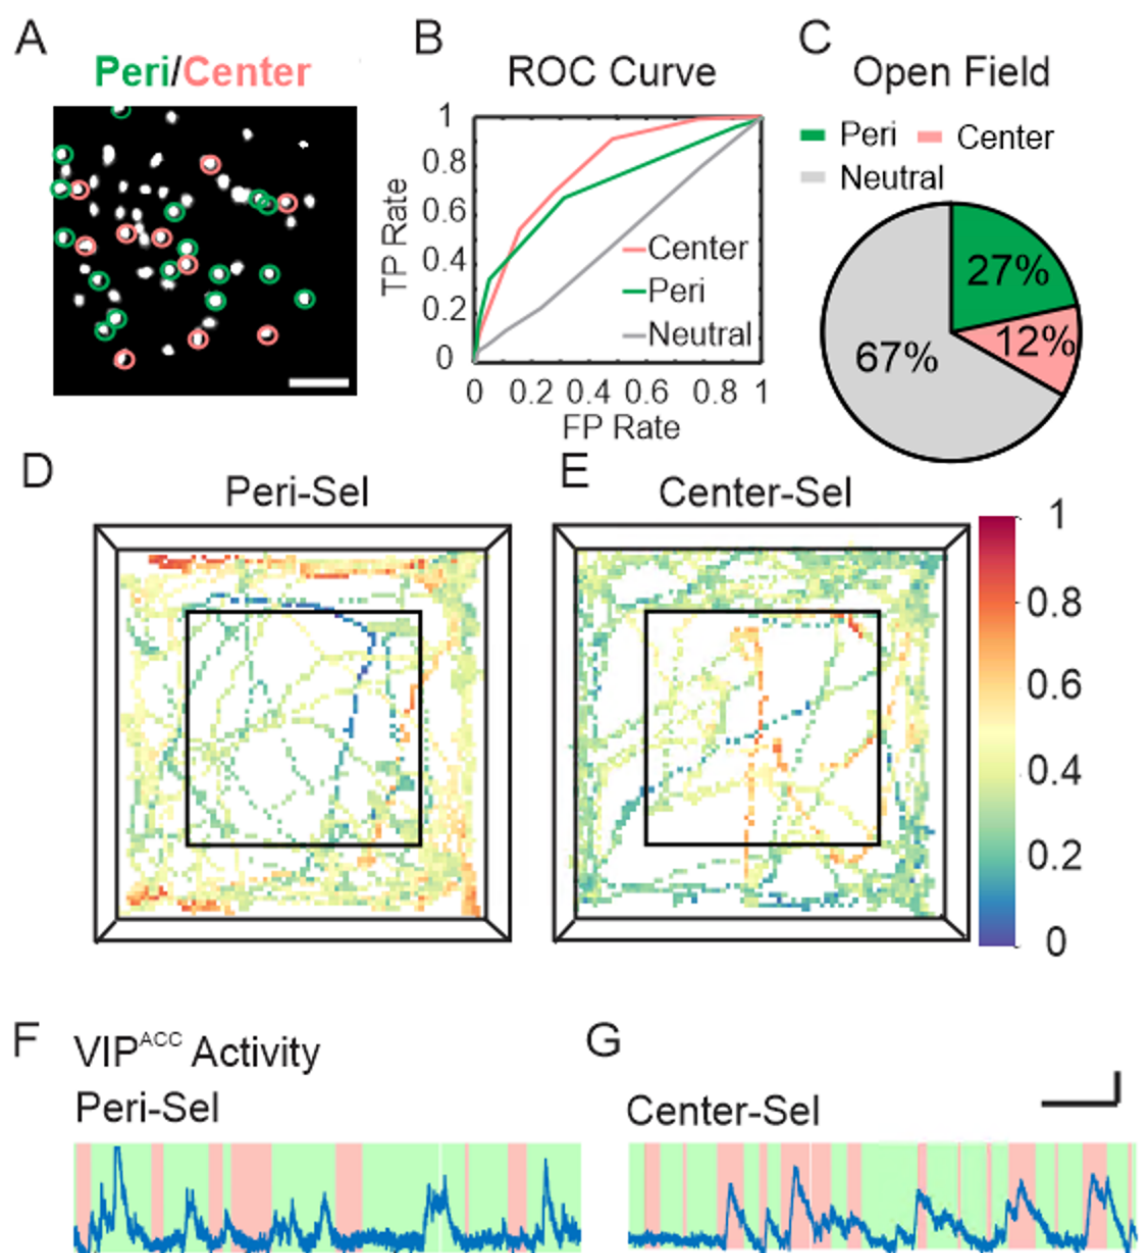 A
Peri/Center
B
ROC Curve
1
0.8
0.6
0.4
0.2
0
TP Rate
Center
Peri
Neutral
0 0.2 0.4 0.6 0.8 1
FP Rate
C
Open Field
Peri Center
Neutral
27%
12%
67%
D
Peri-Sel
E
Center-Sel
1
0.8
0.6
0.4
0.2
0
F
VIPACC Activity
Peri-Sel
G
Center-Sel